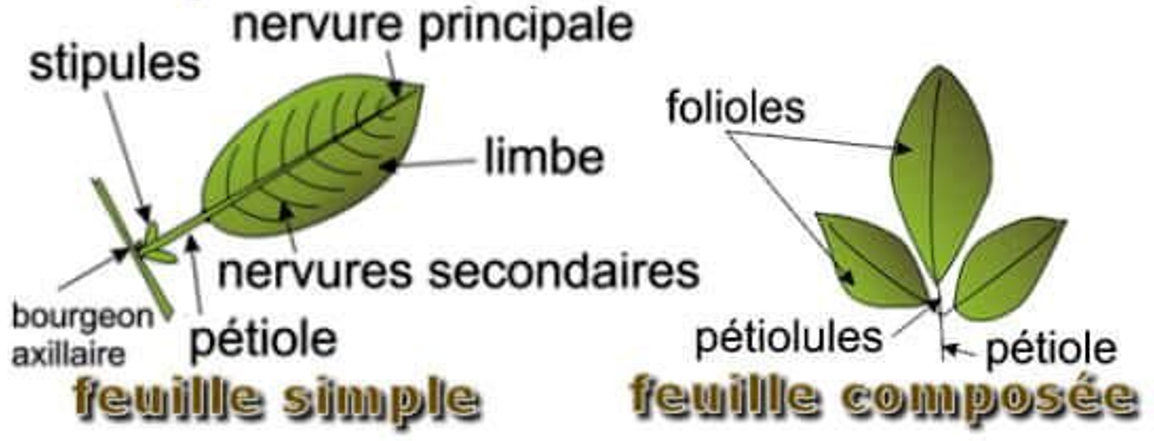 nervure principale
stipules
limbe
nervures secondaires
bourgeon
axillaire
pétiole
feuille simple
folioles
pétiolules
pétiole
feuille composée